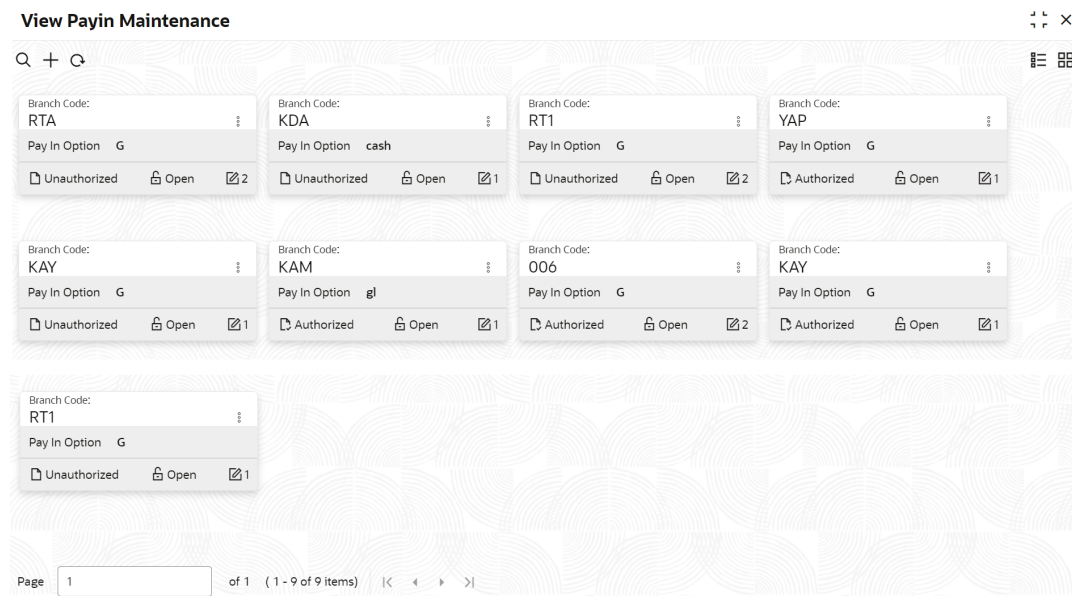 View Payin Maintenance
Branch Code: Branch Code: Branch Code: Branch Code:
RTA KDA RT1 YAP
Pay In Option G Pay In Option cash Pay In Option G Pay In Option G
Unauthorized Open 2 Unauthorized Open 1 Unauthorized Open 2 Authorized Open 1
Branch Code: Branch Code: Branch Code: Branch Code:
KAY KAM 006 KAY
Pay In Option G Pay In Option gl Pay In Option G Pay In Option G
Unauthorized Open 1 Authorized Open 1 Authorized Open 2 Authorized Open 1
Branch Code:
RT1
Pay In Option G
Unauthorized Open 1
Page 1 of 1 ( 1 - 9 of 9 items)